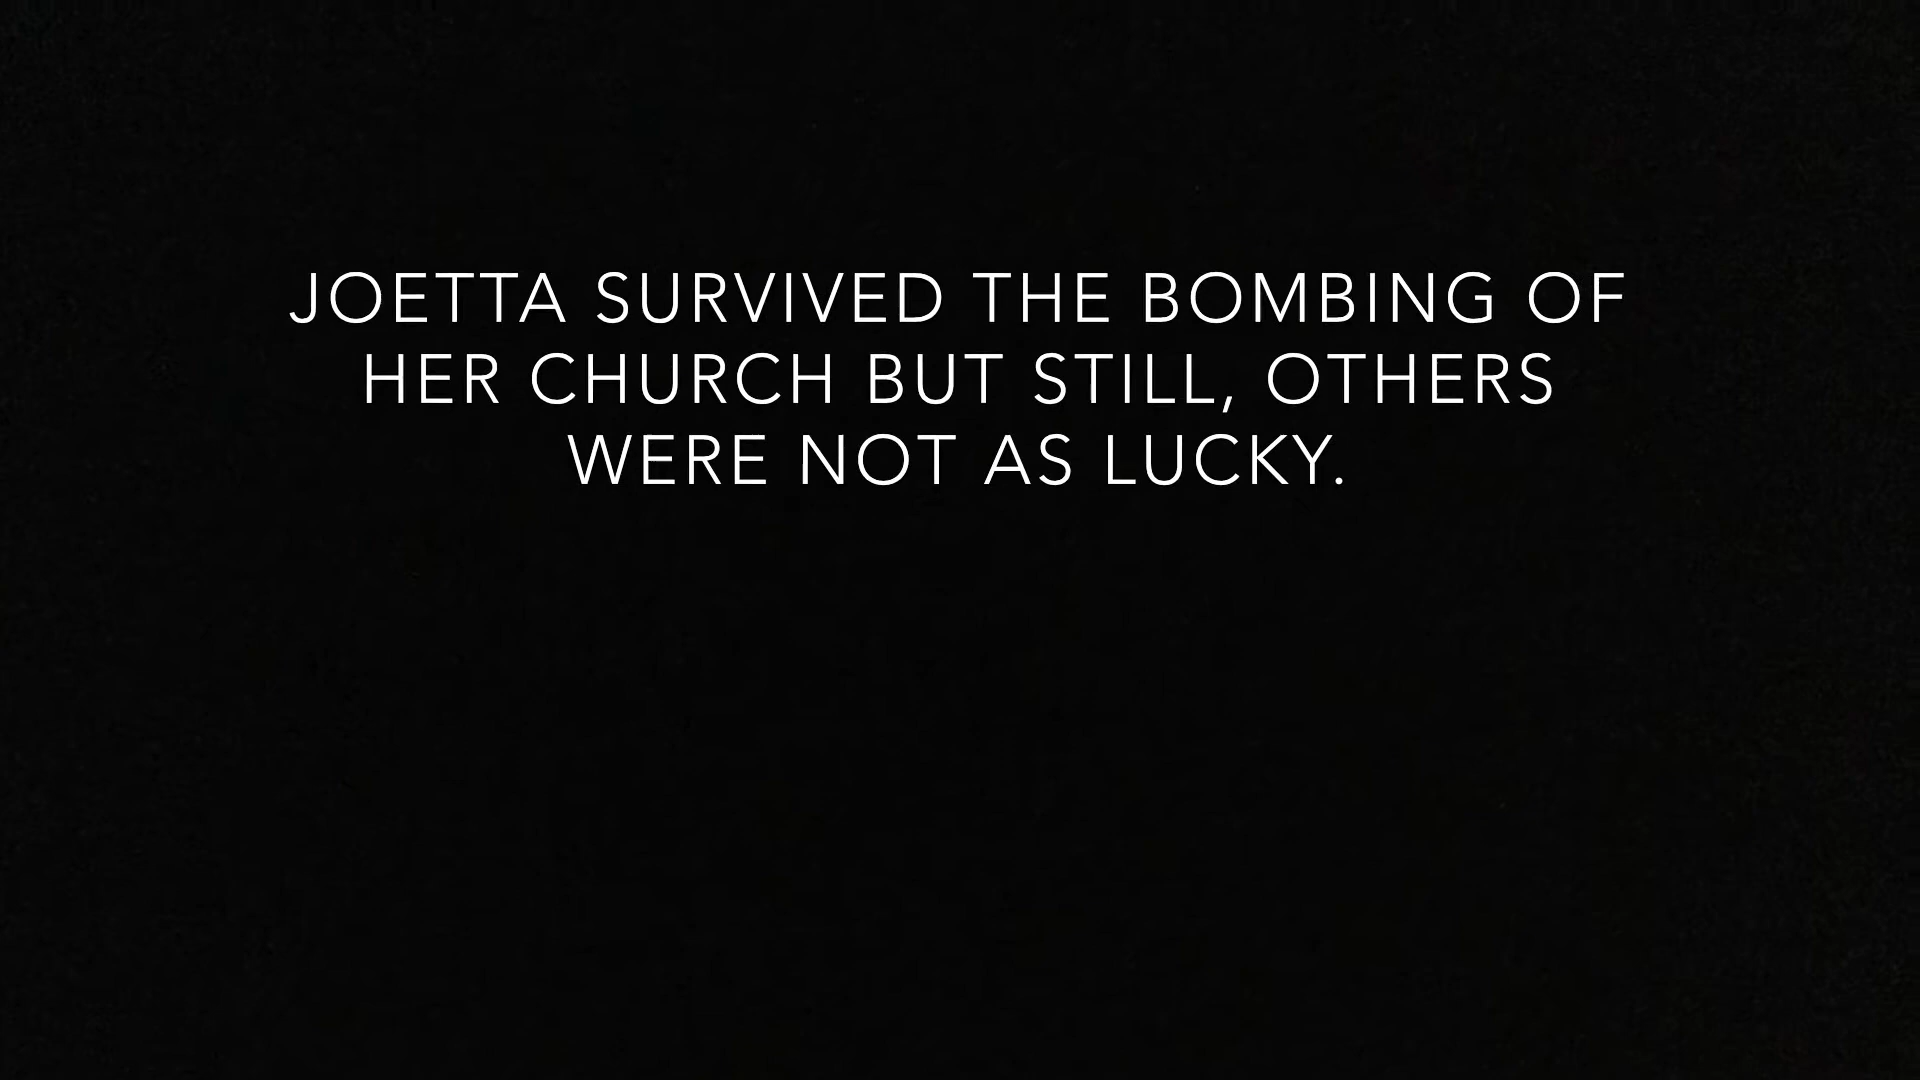 JOETTA SURVIVED THE BOMBING OF
HER CHURCH BUT STILL, OTHERS
WERE NOT AS LUCKY.